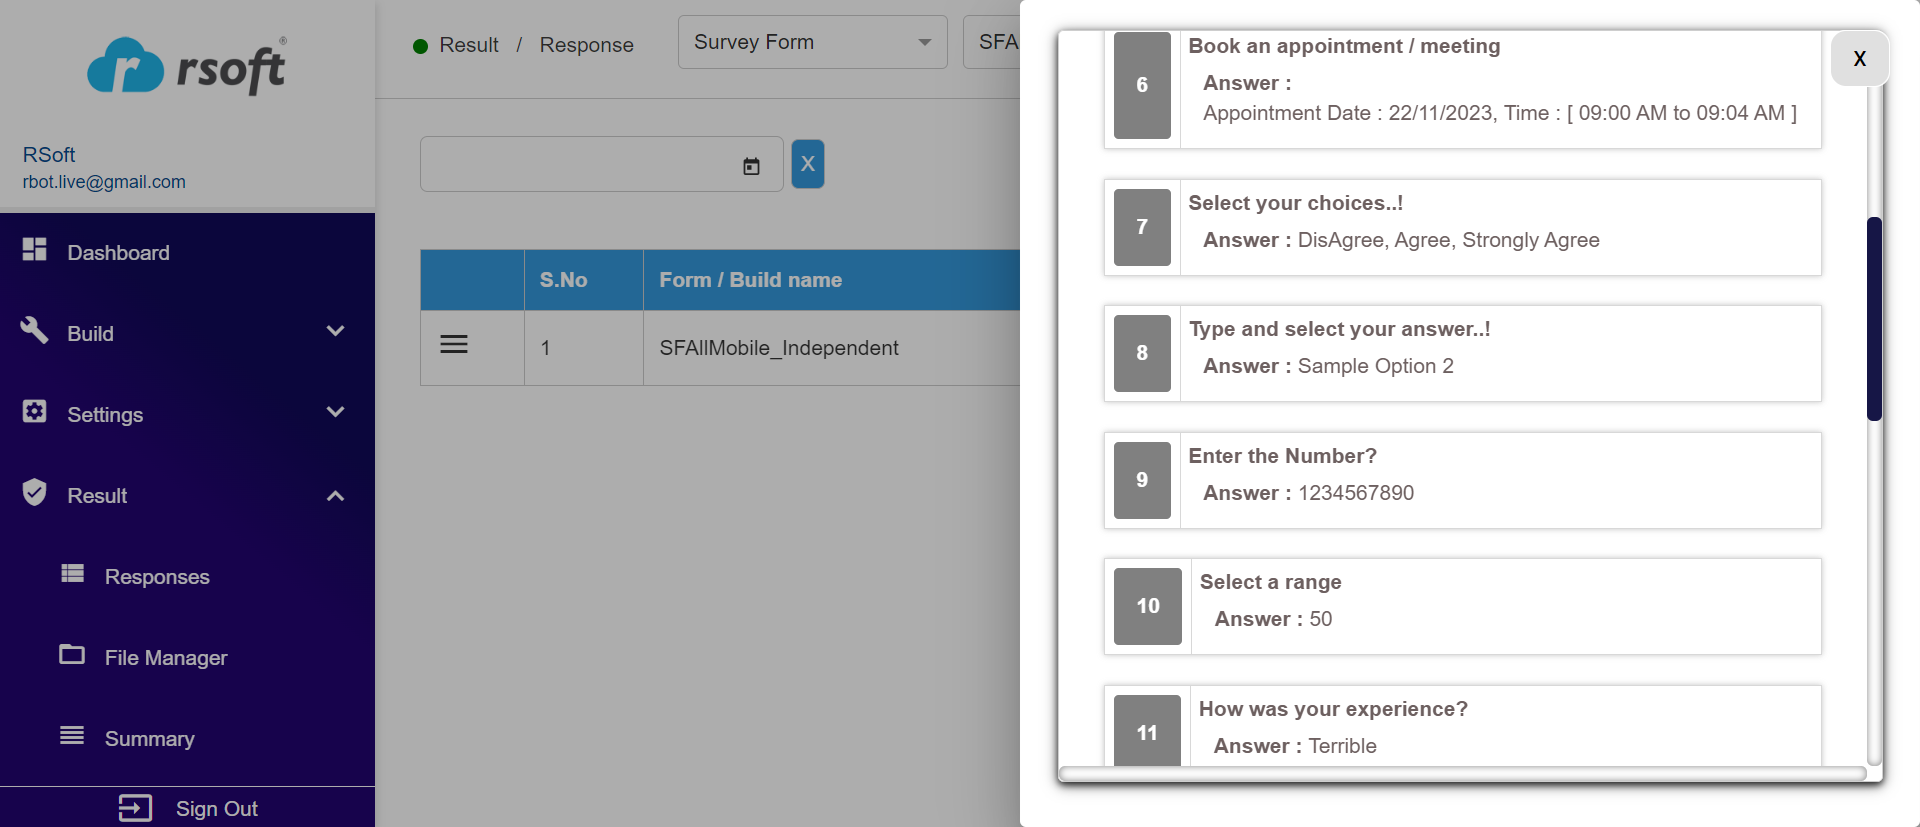 rsoft®
RSoft
rbot.live@gmail.com
Dashboard
Build
Settings
Result
Responses
File Manager
Summary
Sign Out
Result / Response
Survey Form
SFA
X
S.No Form / Build name
1 SFAllMobile_Independent
X
6 Book an appointment / meeting
Answer :
Appointment Date : 22/11/2023, Time : [ 09:00 AM to 09:04 AM ]
7 Select your choices..!
Answer : DisAgree, Agree, Strongly Agree
8 Type and select your answer..!
Answer : Sample Option 2
9 Enter the Number?
Answer : 1234567890
10 Select a range
Answer : 50
11 How was your experience?
Answer : Terrible